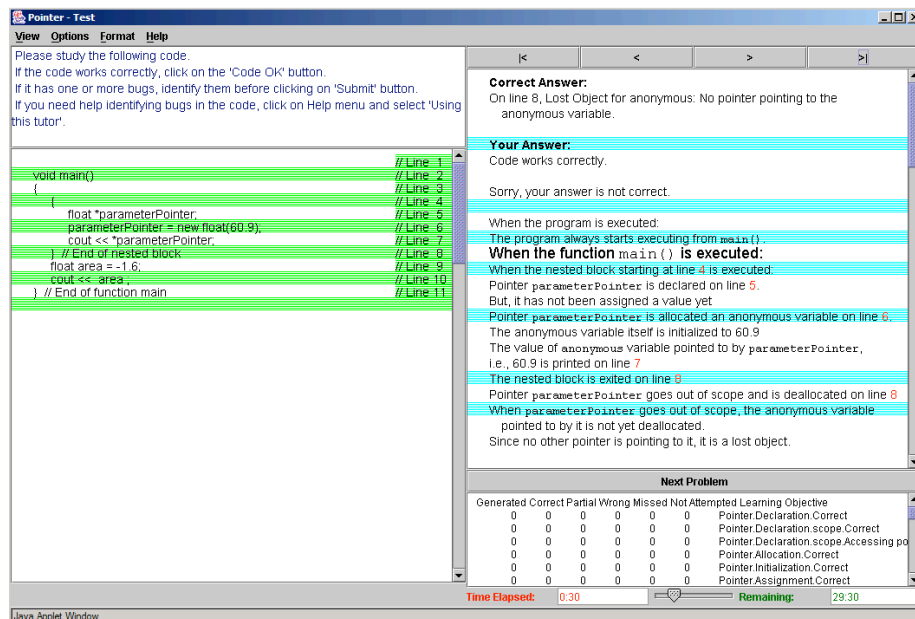 Pointer - Test
View Options Format Help
Please study the following code.
If the code works correctly, click on the 'Code OK' button.
If it has one or more bugs, identify them before clicking on 'Submit' button.
If you need help identifying bugs in the code, click on Help menu and select 'Using
this tutor'.
// Line 1
void main() // Line 2
{ // Line 3
{ // Line 4
float *parameterPointer; // Line 5
parameterPointer = new float(60.9); // Line 6
cout << *parameterPointer; // Line 7
} // End of nested block // Line 8
float area = -1.6; // Line 9
cout << area ; // Line 10
} // End of function main // Line 11
|< < > >|
Correct Answer:
On line 8, Lost Object for anonymous: No pointer pointing to the
anonymous variable.
Your Answer:
Code works correctly.
Sorry, your answer is not correct.
When the program is executed:
The program always starts executing from main().
When the function main() is executed:
When the nested block starting at line 4 is executed:
Pointer parameterPointer is declared on line 5.
But, it has not been assigned a value yet
Pointer parameterPointer is allocated an anonymous variable on line 6.
The anonymous variable itself is initialized to 60.9
The value of anonymous variable pointed to by parameterPointer,
i.e., 60.9 is printed on line 7
The nested block is exited on line 8
Pointer parameterPointer goes out of scope and is deallocated on line 8
When parameterPointer goes out of scope, the anonymous variable
pointed to by it is not yet deallocated.
Since no other pointer is pointing to it, it is a lost object.
Next Problem
Generated Correct Partial Wrong Missed Not Attempted Learning Objective
0 0 0 0 0 0 Pointer.Declaration.Correct
0 0 0 0 0 0 Pointer.Declaration.scope.Correct
0 0 0 0 0 0 Pointer.Declaration.scope.Accessing po
0 0 0 0 0 0 Pointer.Allocation.Correct
0 0 0 0 0 0 Pointer.Initialization.Correct
0 0 0 0 0 0 Pointer.Assignment.Correct
Time Elapsed: 0:30 Remaining: 29:30
Java Applet Window